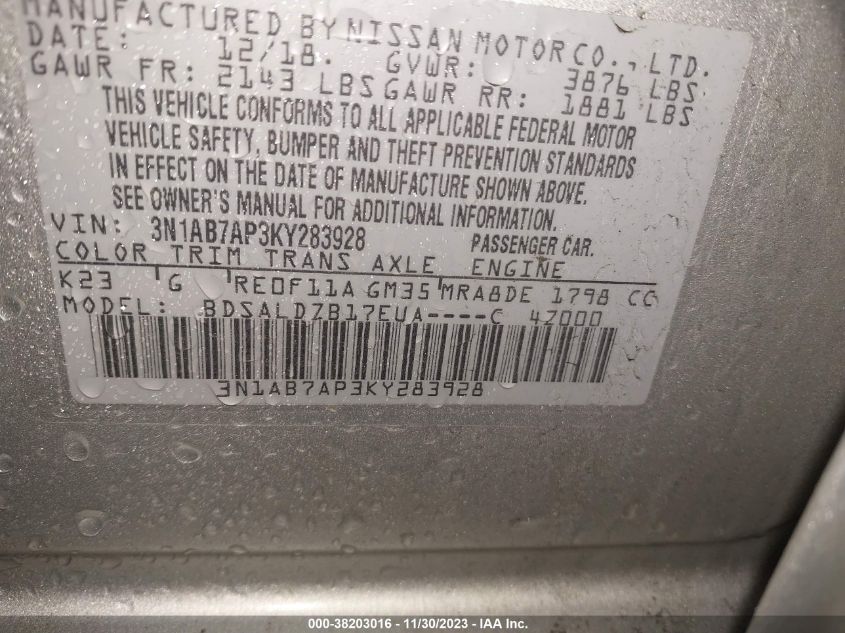 MANUFACTURED BY NISSAN MOTOR CO., LTD.
DATE: 12/18. GVWR: 3876 LBS
GAWR FR: 2143 LBS GAWR RR: 1881 LBS
THIS VEHICLE CONFORMS TO ALL APPLICABLE FEDERAL MOTOR
VEHICLE SAFETY, BUMPER AND THEFT PREVENTION STANDARDS
IN EFFECT ON THE DATE OF MANUFACTURE SHOWN ABOVE.
SEE OWNER'S MANUAL FOR ADDITIONAL INFORMATION.
VIN: 3N1AB7AP3KY283928 PASSENGER CAR.
COLOR TRIM TRANS AXLE ENGINE
K23 G RE0F11A GM35 MRA8DE 1798 CC
MODEL: BDSALDZB17EUA----C 4Z000
3N1AB7AP3KY283928
000-38203016 - 11/30/2023 - IAA Inc.